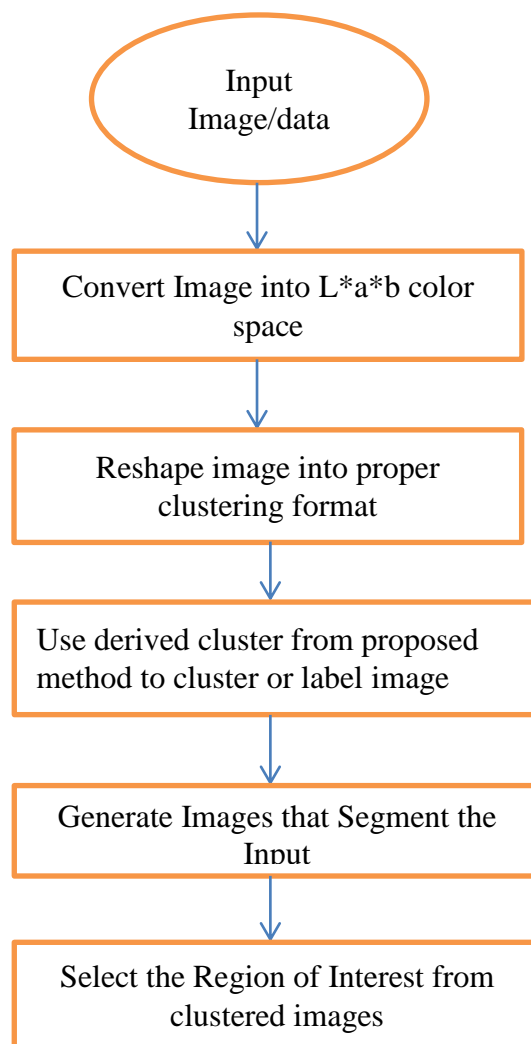 Input
Image/data
Convert Image into L*a*b color
space
Reshape image into proper
clustering format
Use derived cluster from proposed
method to cluster or label image
Generate Images that Segment the
Input
Select the Region of Interest from
clustered images